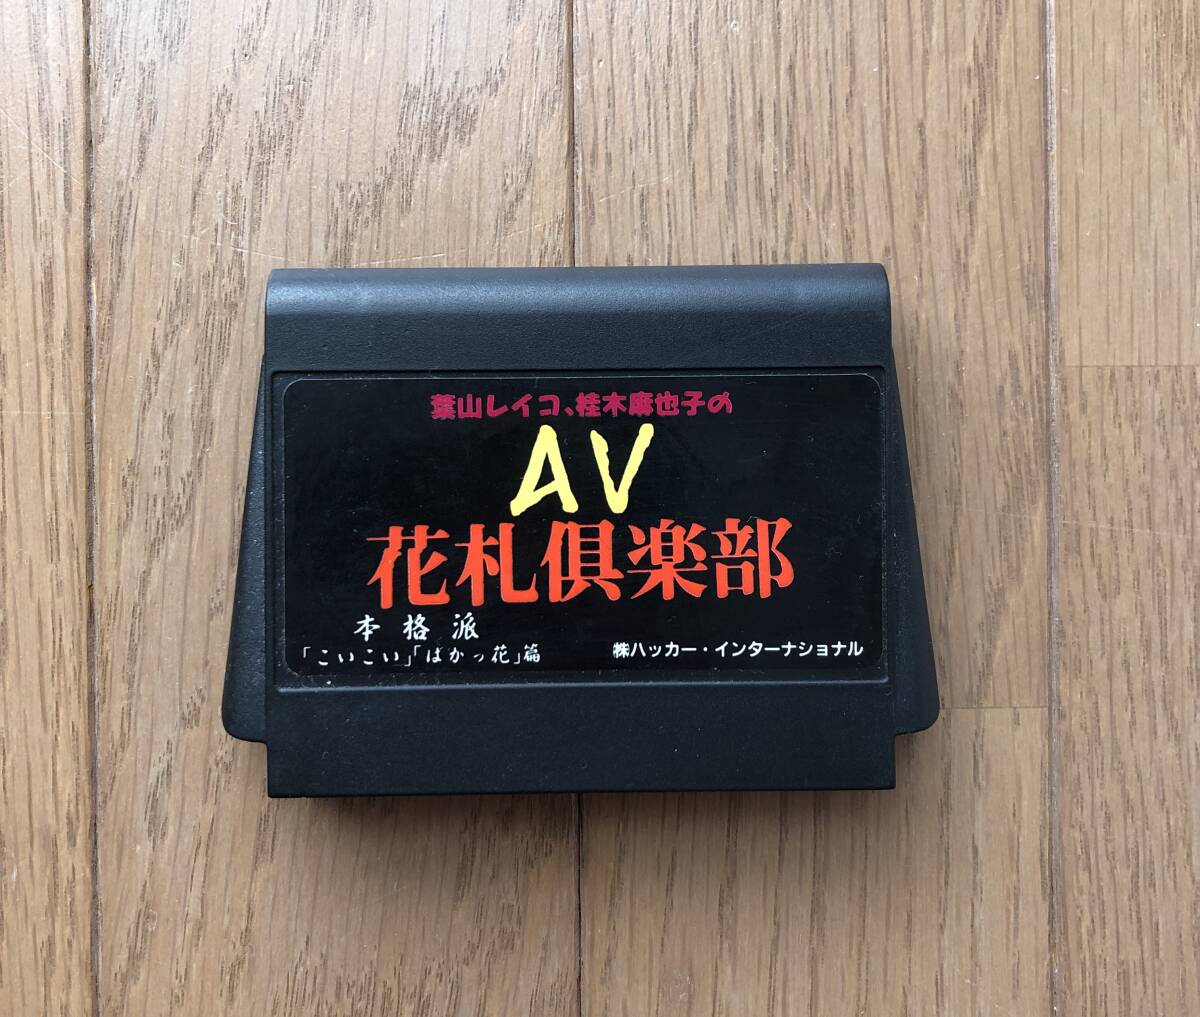 葉山レイコ、桂木麻也子の
AV
花札倶楽部
本格派
「こいこい」「ばかっ花」篇
㈱ハッカー・インターナショナル